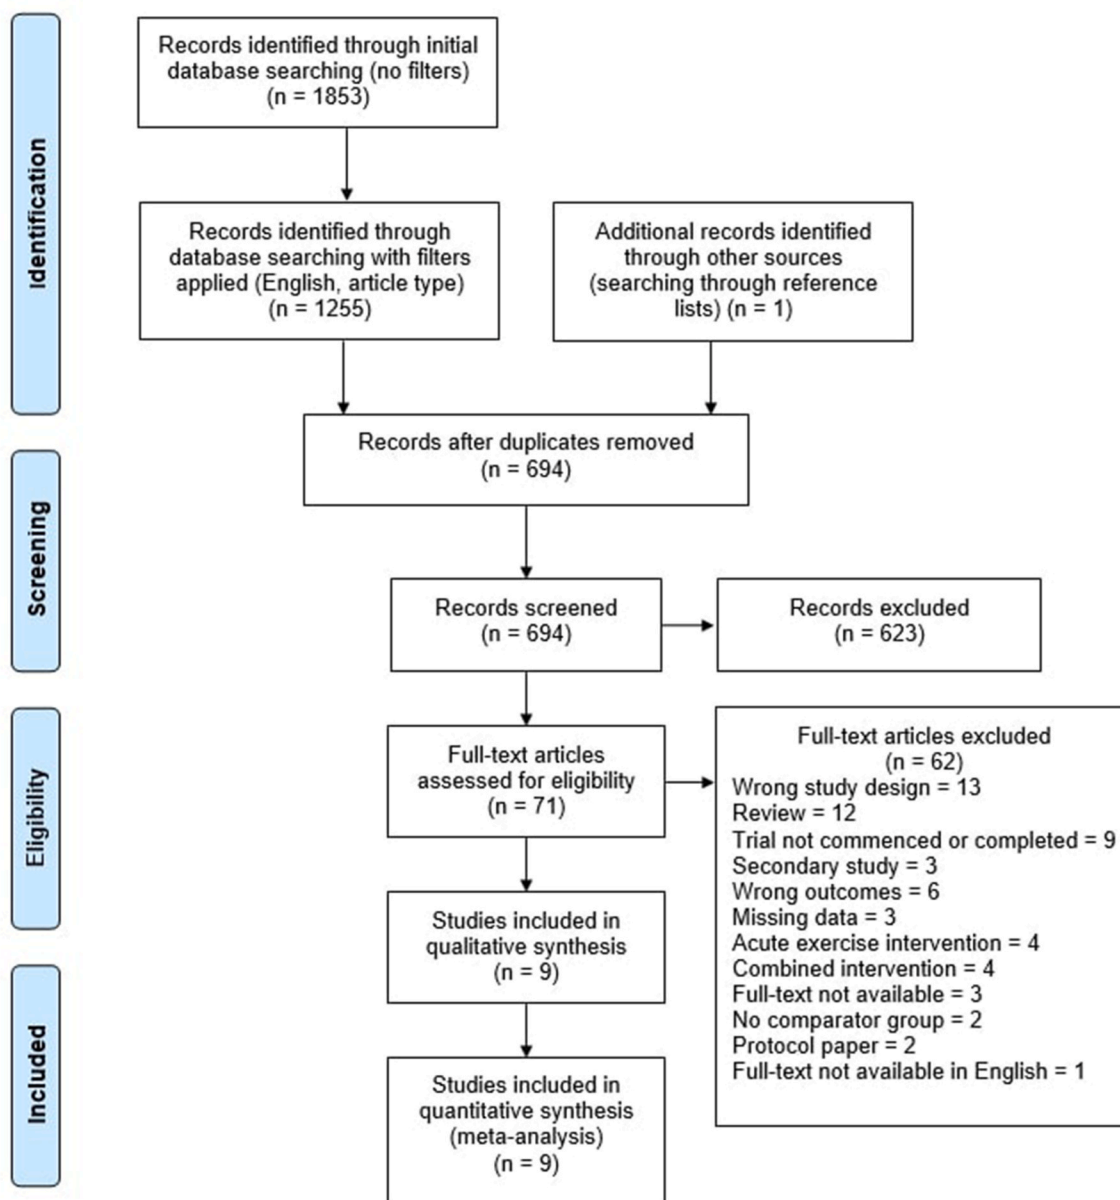 Identification
Records identified through initial
database searching (no filters)
(n = 1853)
Records identified through
database searching with filters
applied (English, article type)
(n = 1255)
Additional records identified
through other sources
(searching through reference
lists) (n = 1)
Records after duplicates removed
(n = 694)
Screening
Records screened
(n = 694)
Records excluded
(n = 623)
Eligibility
Full-text articles
assessed for eligibility
(n = 71)
Full-text articles excluded
(n = 62)
Wrong study design = 13
Review = 12
Trial not commenced or completed = 9
Secondary study = 3
Wrong outcomes = 6
Missing data = 3
Acute exercise intervention = 4
Combined intervention = 4
Full-text not available = 3
No comparator group = 2
Protocol paper = 2
Full-text not available in English = 1
Studies included in
qualitative synthesis
(n = 9)
Included
Studies included in
quantitative synthesis
(meta-analysis)
(n = 9)